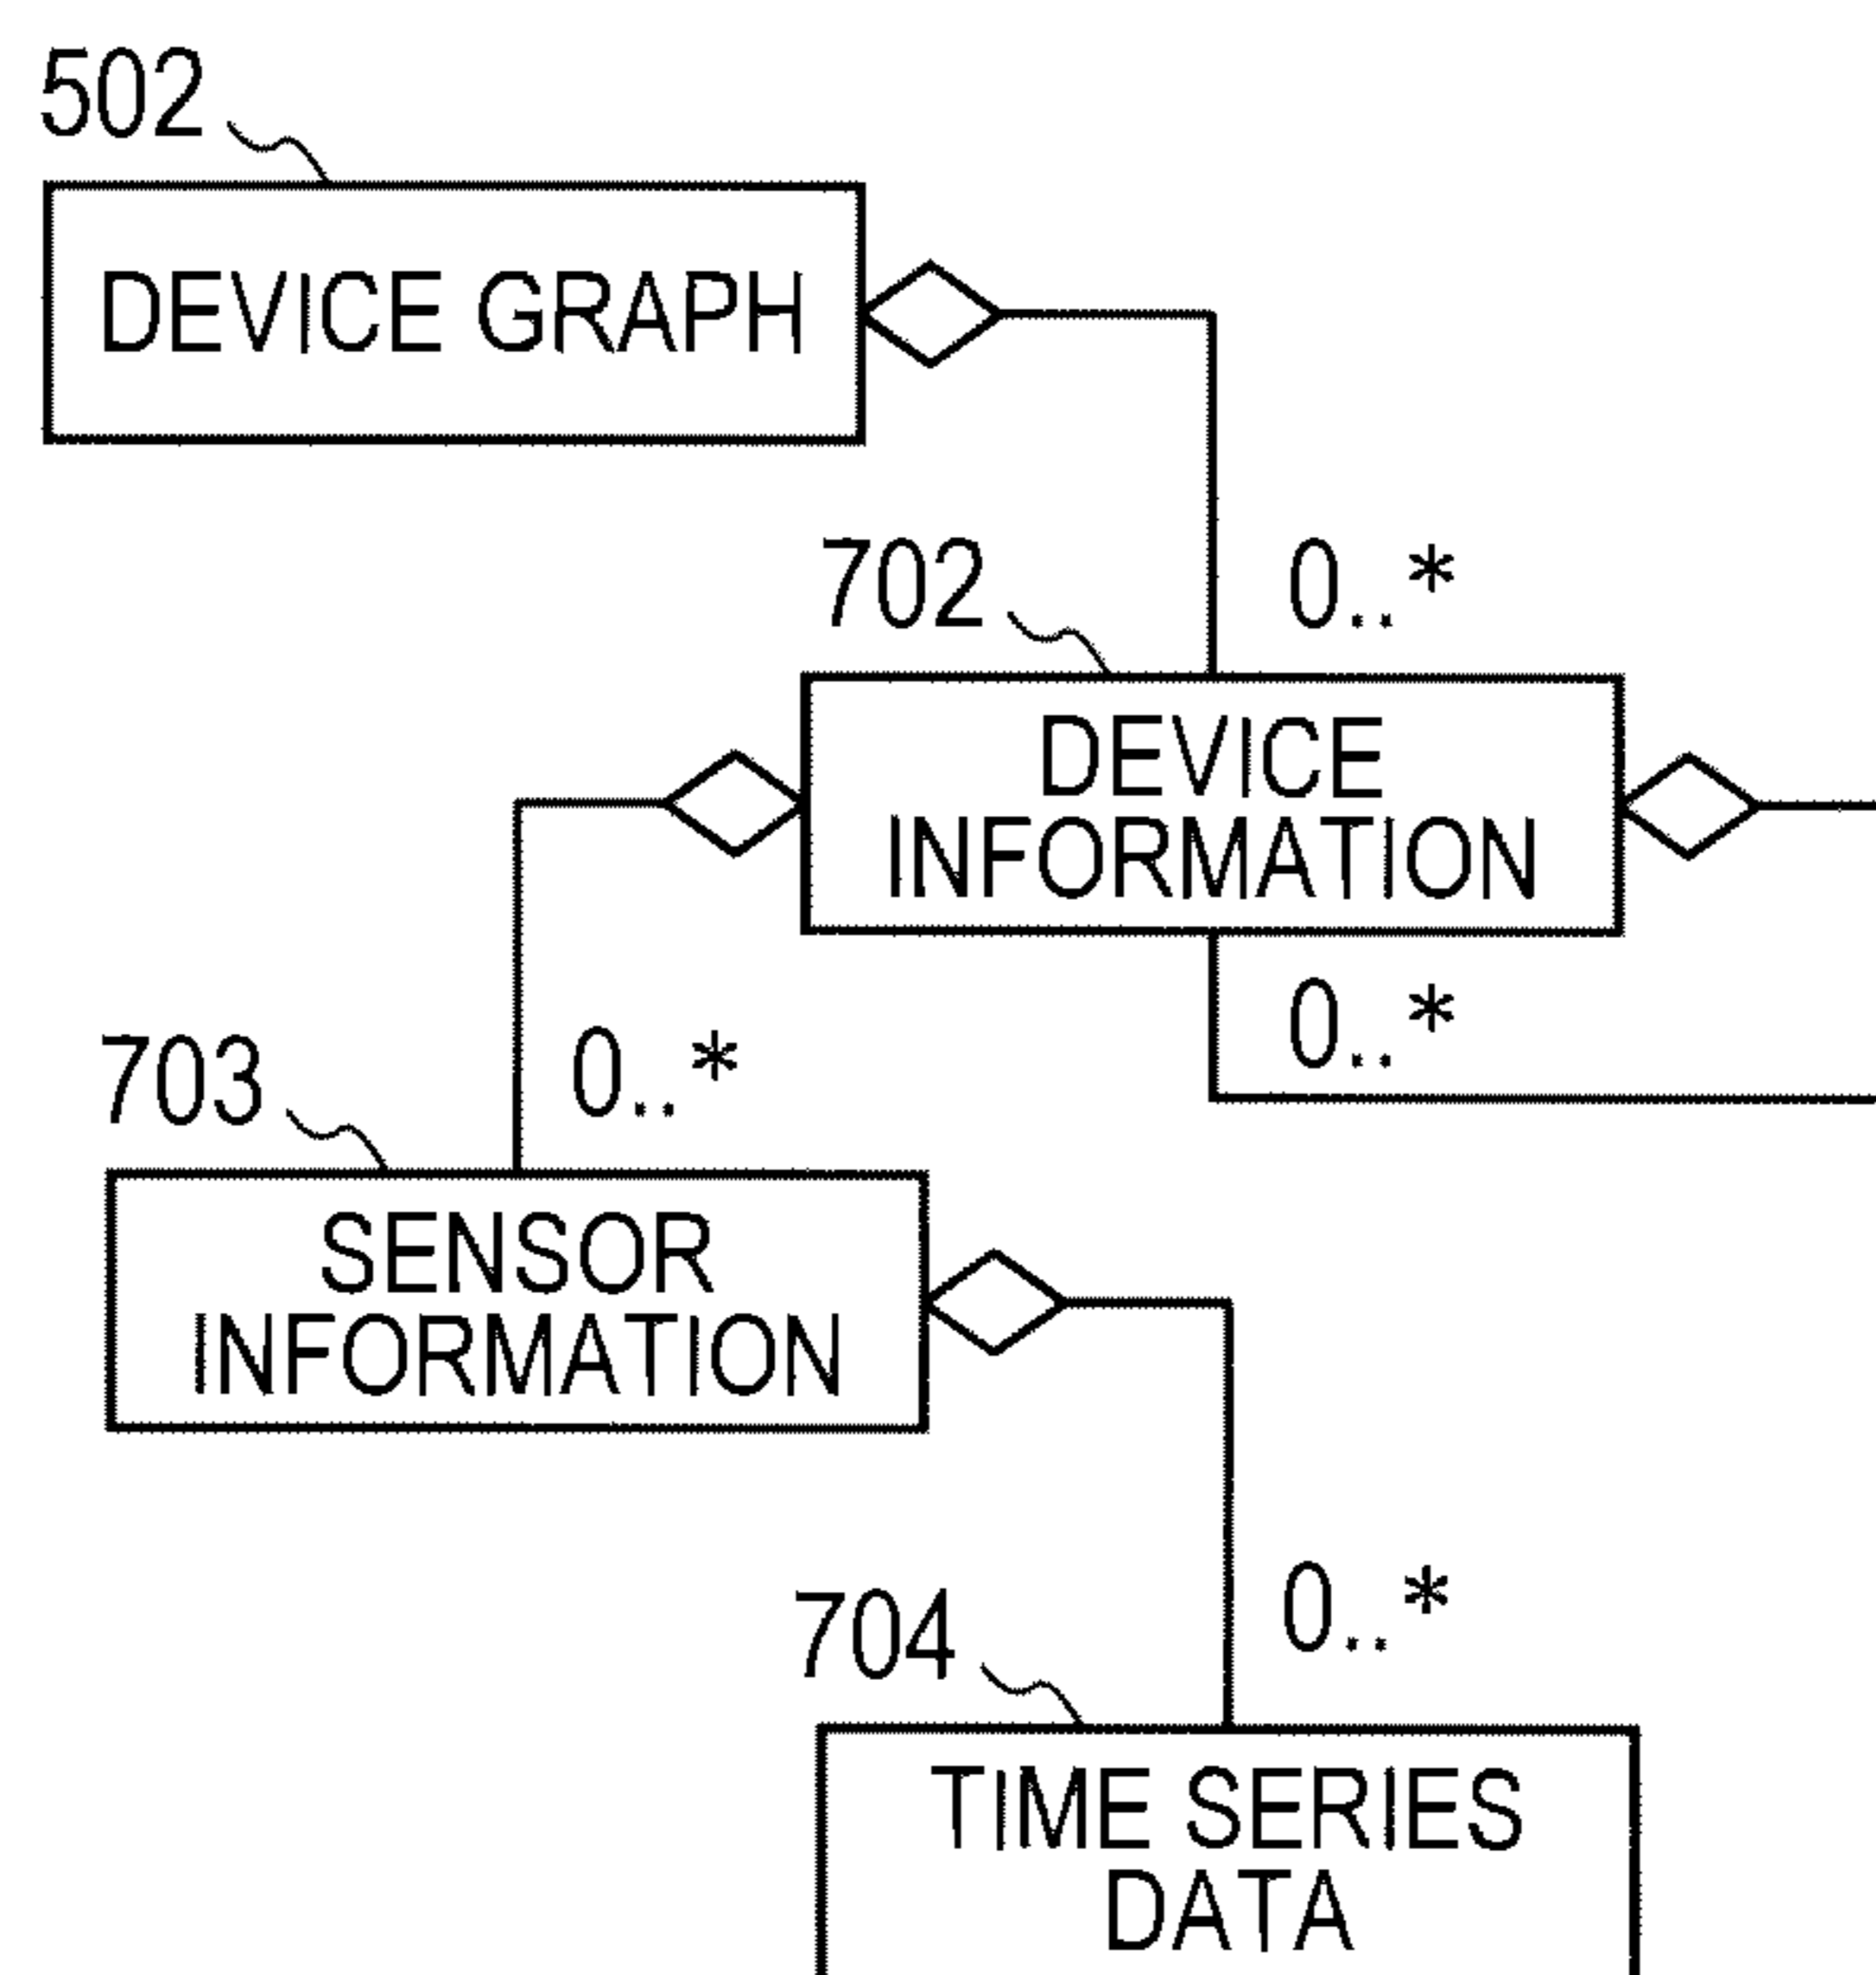 502
DEVICE GRAPH
702
0..*
DEVICE
INFORMATION
0..*
703
0..*
SENSOR
INFORMATION
704
0..*
TIME SERIES
DATA